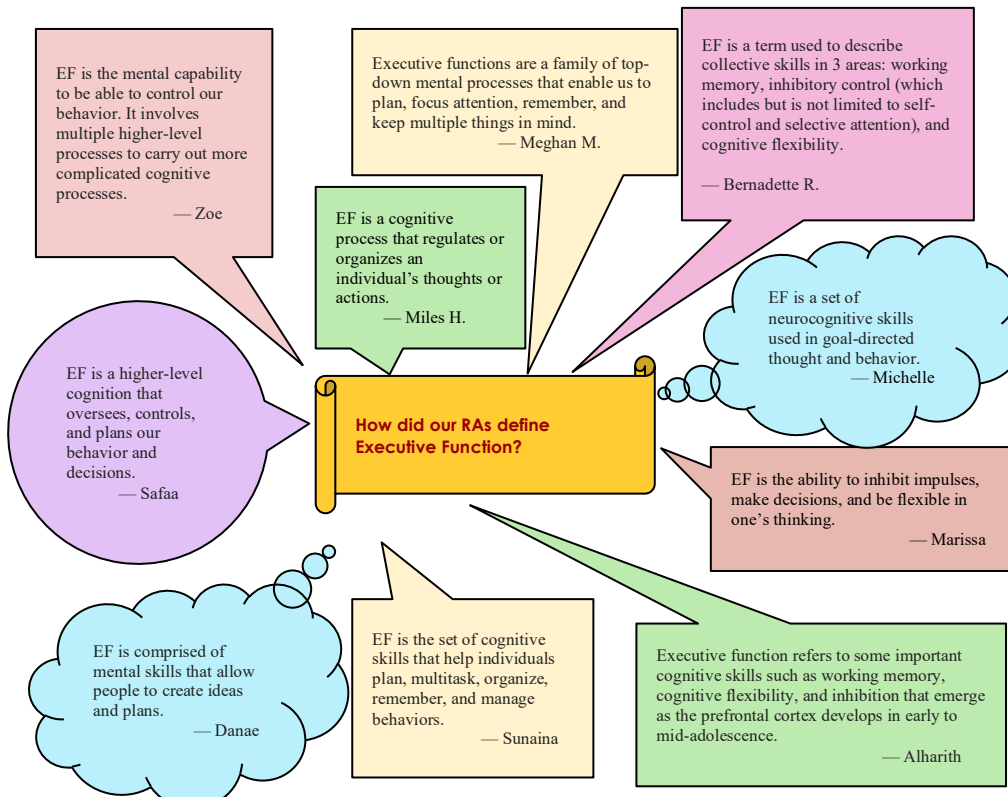 EF is the mental capability
to be able to control our
behavior. It involves
multiple higher-level
processes to carry out more
complicated cognitive
processes.
— Zoe
Executive functions are a family of top-
down mental processes that enable us to
plan, focus attention, remember, and
keep multiple things in mind.
— Meghan M.
EF is a term used to describe
collective skills in 3 areas: working
memory, inhibitory control (which
includes but is not limited to self-
control and selective attention), and
cognitive flexibility.
— Bernadette R.
EF is a cognitive
process that regulates or
organizes an
individual’s thoughts or
actions.
— Miles H.
EF is a set of
neurocognitive skills
used in goal-directed
thought and behavior.
— Michelle
EF is a higher-level
cognition that
oversees, controls,
and plans our
behavior and
decisions.
— Safaa
How did our RAs define
Executive Function?
EF is the ability to inhibit impulses,
make decisions, and be flexible in
one’s thinking.
— Marissa
EF is comprised of
mental skills that allow
people to create ideas
and plans.
— Danae
EF is the set of cognitive
skills that help individuals
plan, multitask, organize,
remember, and manage
behaviors.
— Sunaina
Executive function refers to some important
cognitive skills such as working memory,
cognitive flexibility, and inhibition that emerge
as the prefrontal cortex develops in early to
mid-adolescence.
— Alharith